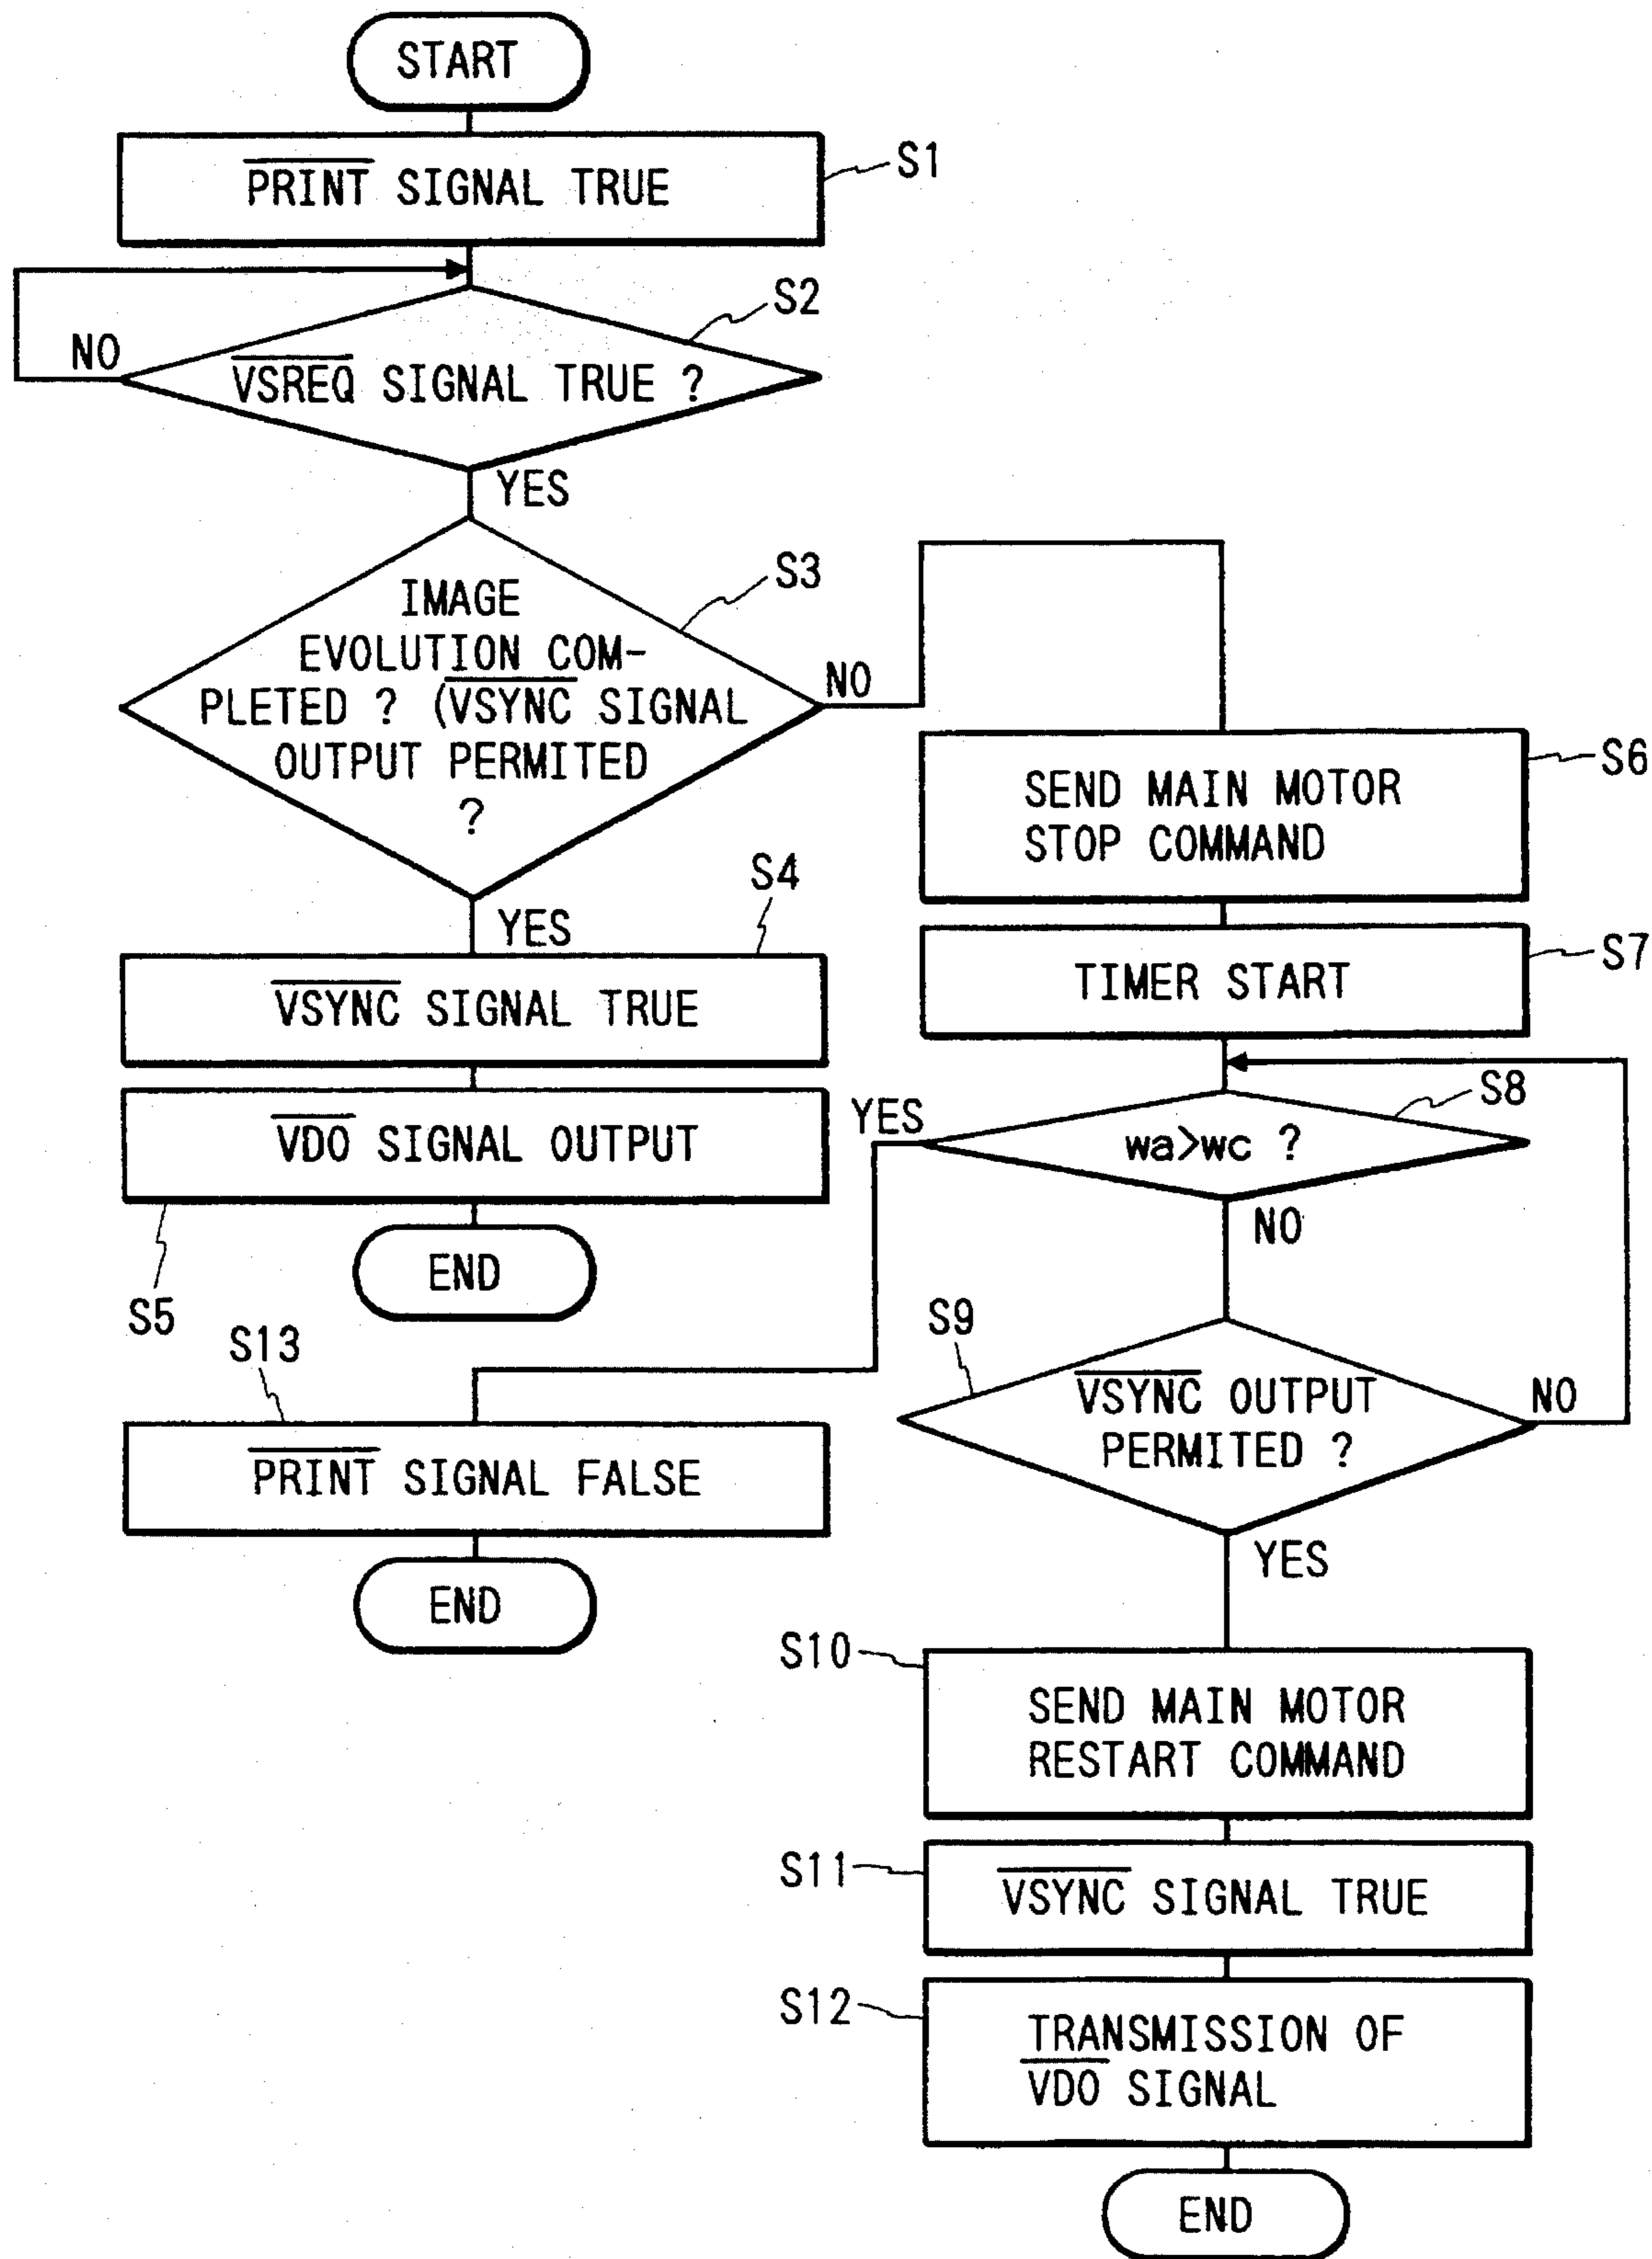 START
PRINT SIGNAL TRUE
S1
S2
NO
VSREQ SIGNAL TRUE ?
YES
S3
IMAGE
EVOLUTION COM-
PLETED ? (VSYNC SIGNAL
OUTPUT PERMITED
?
NO
YES
S4
VSYNC SIGNAL TRUE
VDO SIGNAL OUTPUT
S5
END
S6
SEND MAIN MOTOR
STOP COMMAND
S7
TIMER START
S8
YES
wa>wc ?
NO
S13
PRINT SIGNAL FALSE
END
S9
VSYNC OUTPUT
PERMITED ?
NO
YES
S10
SEND MAIN MOTOR
RESTART COMMAND
S11
VSYNC SIGNAL TRUE
S12
TRANSMISSION OF
VDO SIGNAL
END